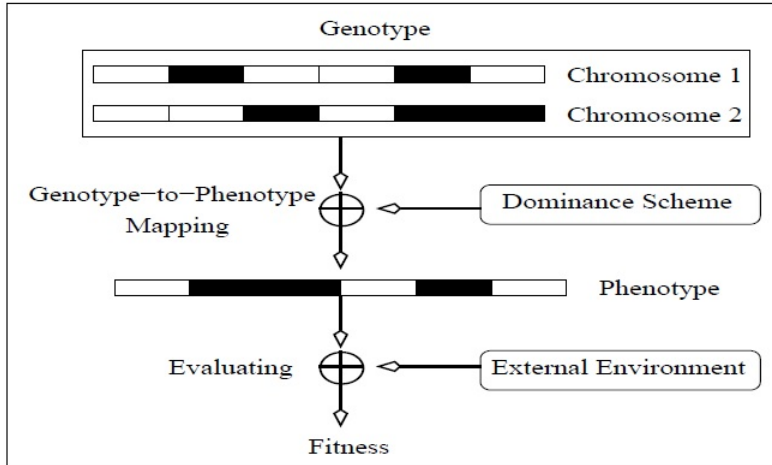 Genotype
Chromosome 1
Chromosome 2
Genotype-to-Phenotype
Mapping
Dominance Scheme
Phenotype
Evaluating
External Environment
Fitness